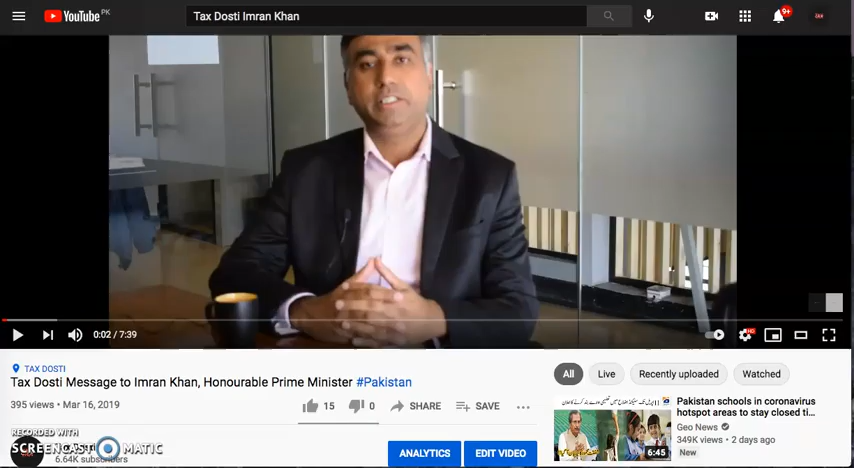 YouTube PK
Tax Dosti Imran Khan
9+
0:02 / 7:39
HD
TAX DOSTI
Tax Dosti Message to Imran Khan, Honourable Prime Minister #Pakistan
395 views • Mar 16, 2019
15
0
SHARE
SAVE
RECORDED WITH
SCREENCAST MATIC
6.64K subscribers
ANALYTICS
EDIT VIDEO
All
Live
Recently uploaded
Watched
6:45
Pakistan schools in coronavirus
hotspot areas to stay closed ti...
Geo News
349K views • 2 days ago
New